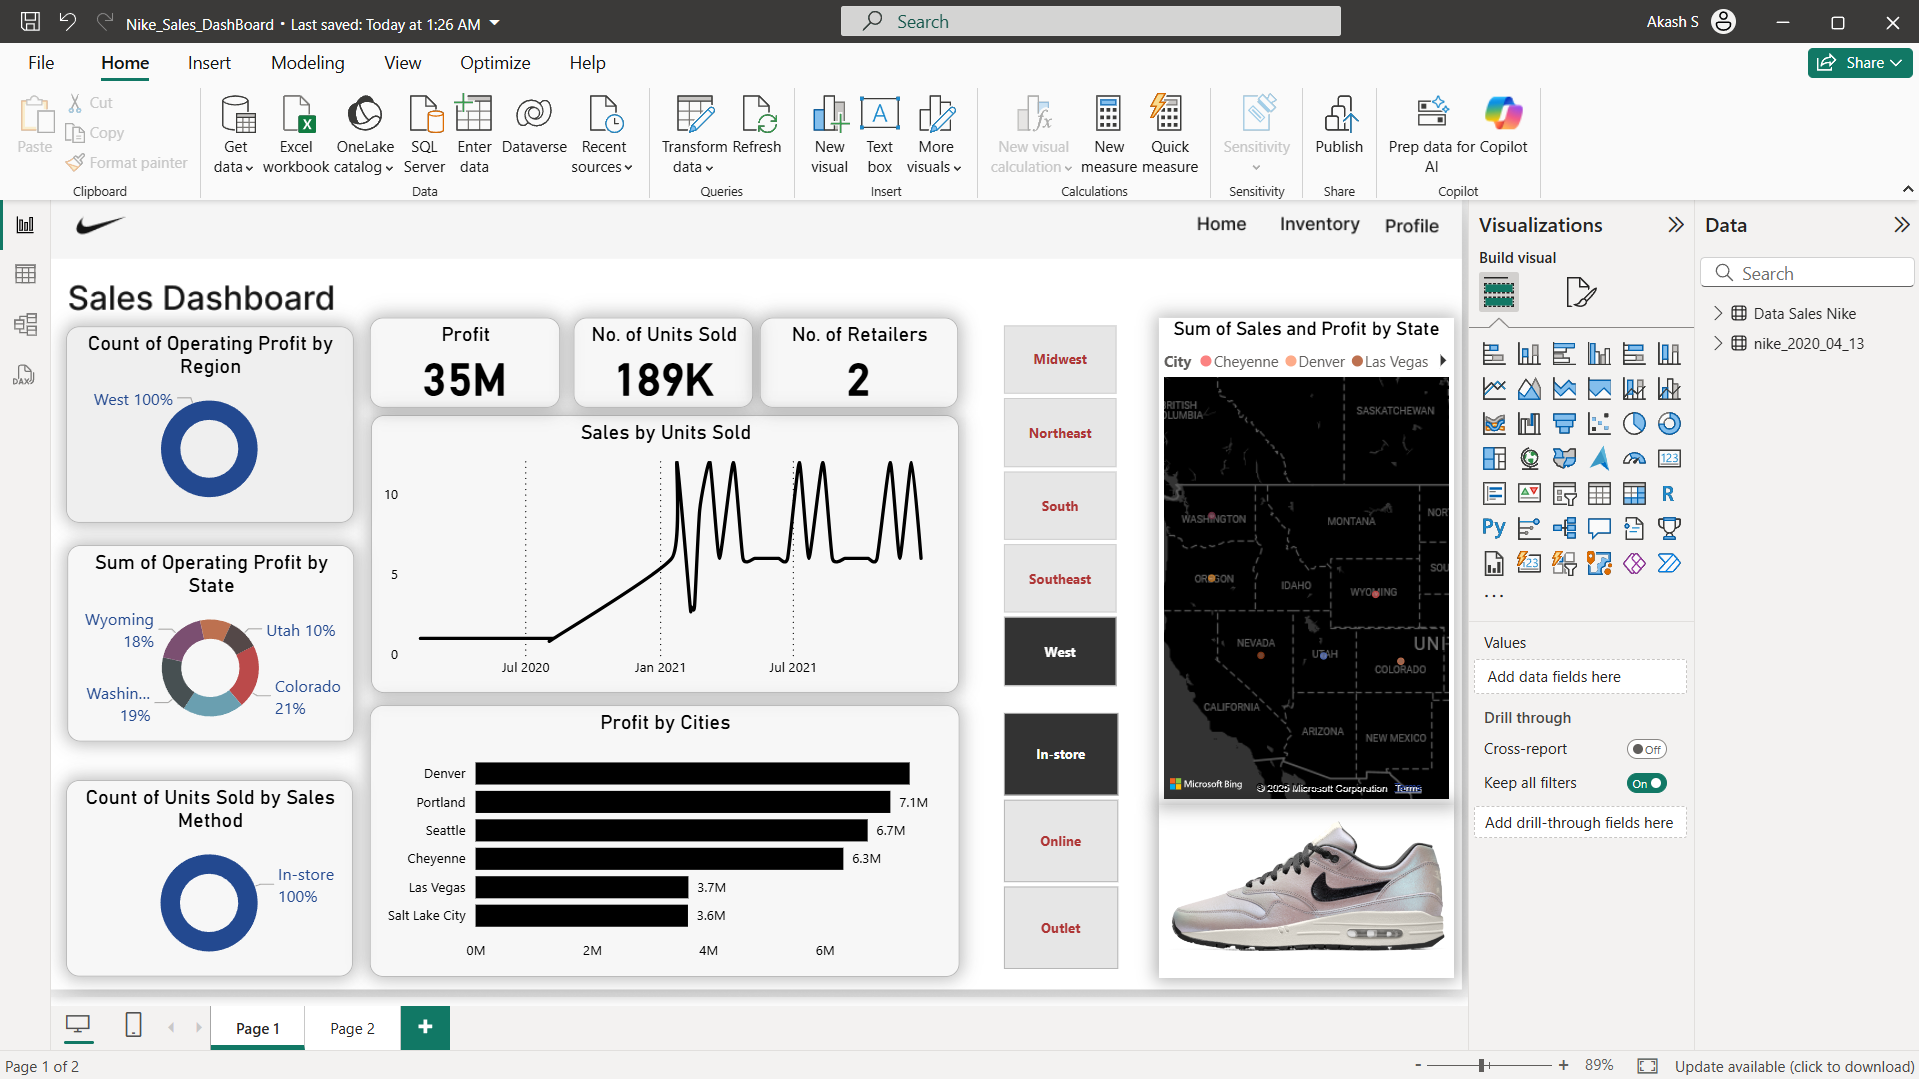 Nike_Sales_DashBoard • Last saved: Today at 1:26 AM
Search
Akash S
File
Home
Insert
Modeling
View
Optimize
Help
Share
Paste
Cut
Copy
Format painter
Clipboard
Get data
Excel workbook
OneLake catalog
SQL Server
Enter data
Dataverse
Recent sources
Data
Transform data
Refresh
Queries
New visual
Text box
A
More visuals
Insert
New visual calculation
New measure
Quick measure
Calculations
Sensitivity
Sensitivity
Publish
Share
Prep data for AI
Copilot
Copilot
DAX
Home
Inventory
Profile
Sales Dashboard
Count of Operating Profit by
Region
West 100%
Sum of Operating Profit by
State
Wyoming
18%
Utah 10%
Washin...
19%
Colorado
21%
Count of Units Sold by Sales
Method
In-store
100%
Profit
35M
No. of Units Sold
189K
No. of Retailers
2
Sales by Units Sold
10
5
0
Jul 2020
Jan 2021
Jul 2021
Profit by Cities
Denver
Portland
7.1M
Seattle
6.7M
Cheyenne
6.3M
Las Vegas
3.7M
Salt Lake City
3.6M
0M
2M
4M
6M
Midwest
Northeast
South
Southeast
West
In-store
Online
Outlet
Sum of Sales and Profit by State
City
Cheyenne
Denver
Las Vegas
SASKATCHEWAN
WASHINGTON
MONTANA
OREGON
IDAHO
WYOMING
NEVADA
UTAH
COLORADO
CALIFORNIA
ARIZONA
NEW MEXICO
Microsoft Bing
© 2025 Microsoft Corporation
Terms
Visualizations
Build visual
123
R
Py
123
...
Values
Add data fields here
Drill through
Cross-report
Off
Keep all filters
On
Add drill-through fields here
Data
Search
Data Sales Nike
nike_2020_04_13
Page 1
Page 2
+
Page 1 of 2
- + 89%
Update available (click to download)